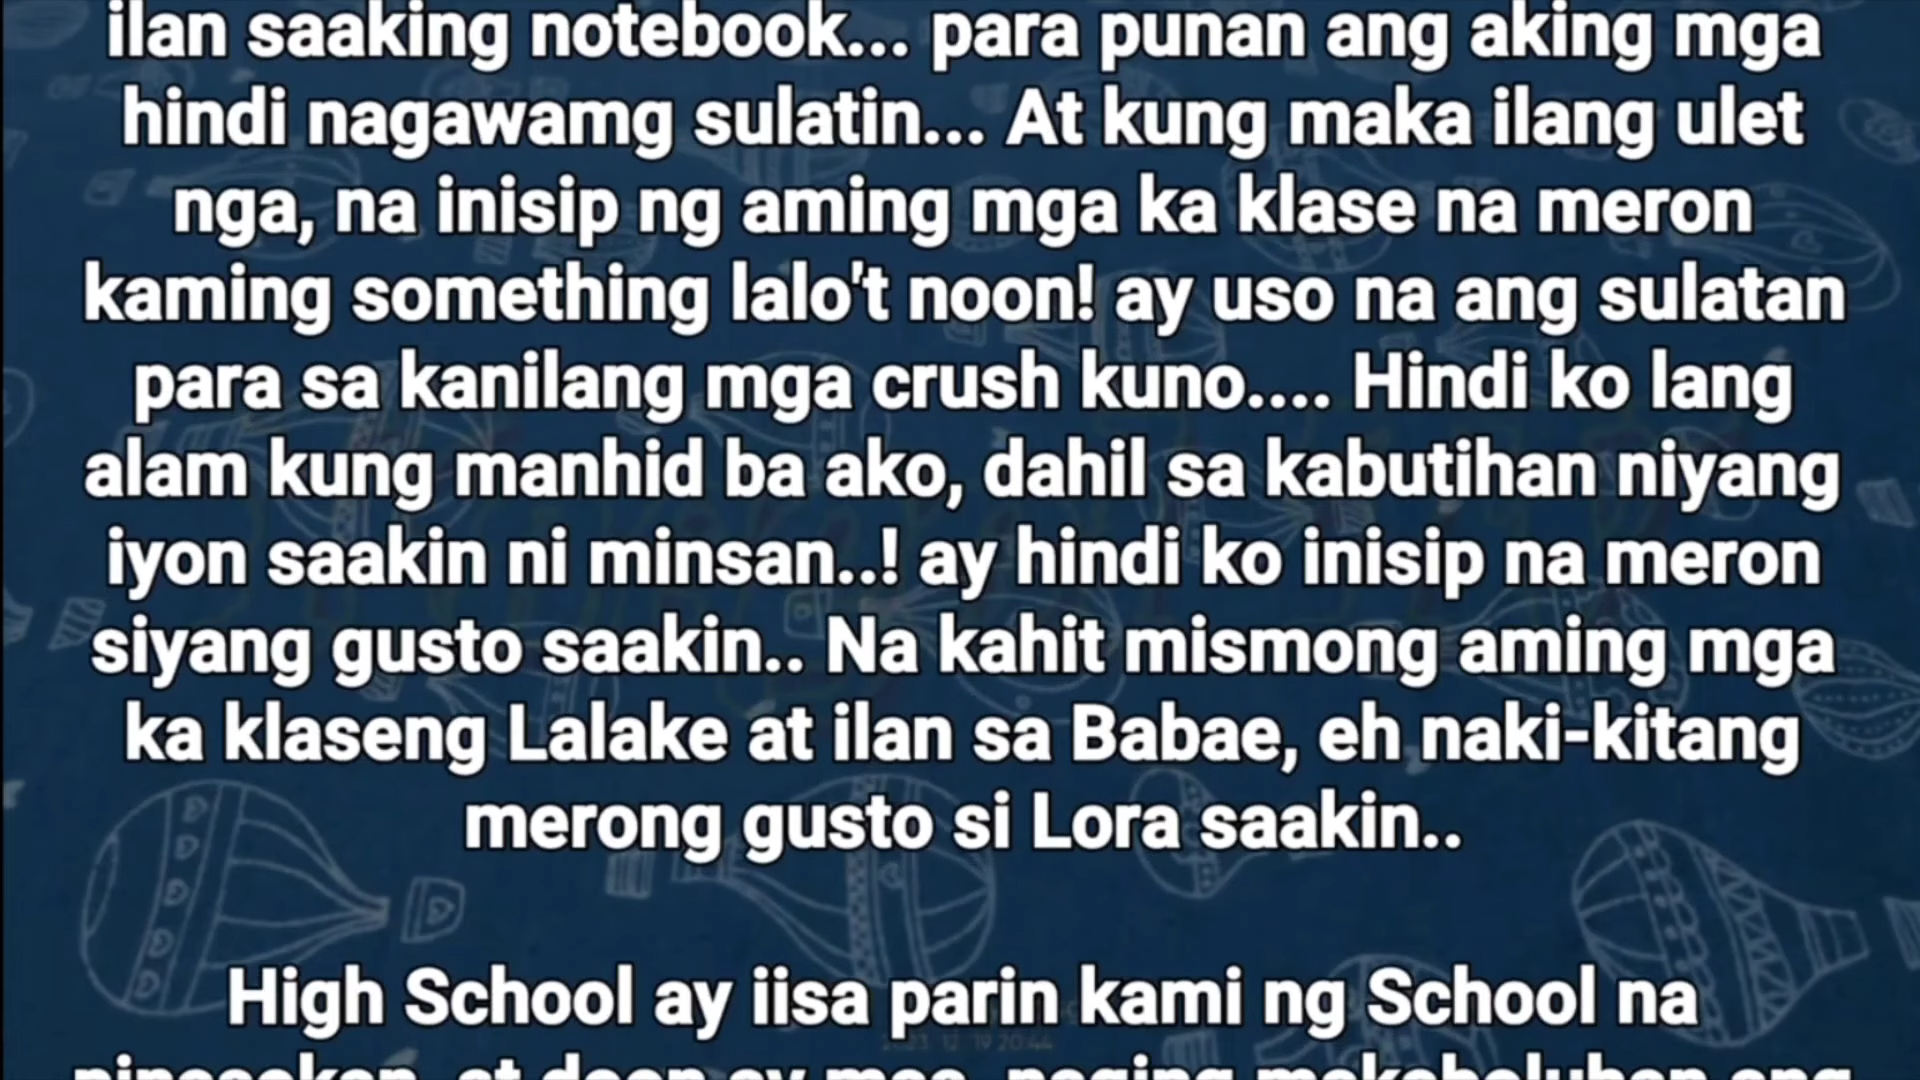 ilan saaking notebook... para punan ang aking mga
hindi nagawamg sulatin... At kung maka ilang ulet
nga, na inisip ng aming mga ka klase na meron
kaming something lalo't noon! ay uso na ang sulatan
para sa kanilang mga crush kuno.... Hindi ko lang
alam kung manhid ba ako, dahil sa kabutihan niyang
iyon saakin ni minsan..! ay hindi ko inisip na meron
siyang gusto saakin.. Na kahit mismong aming mga
ka klaseng Lalake at ilan sa Babae, eh naki-kitang
merong gusto si Lora saakin..
High School ay iisa parin kami ng School na